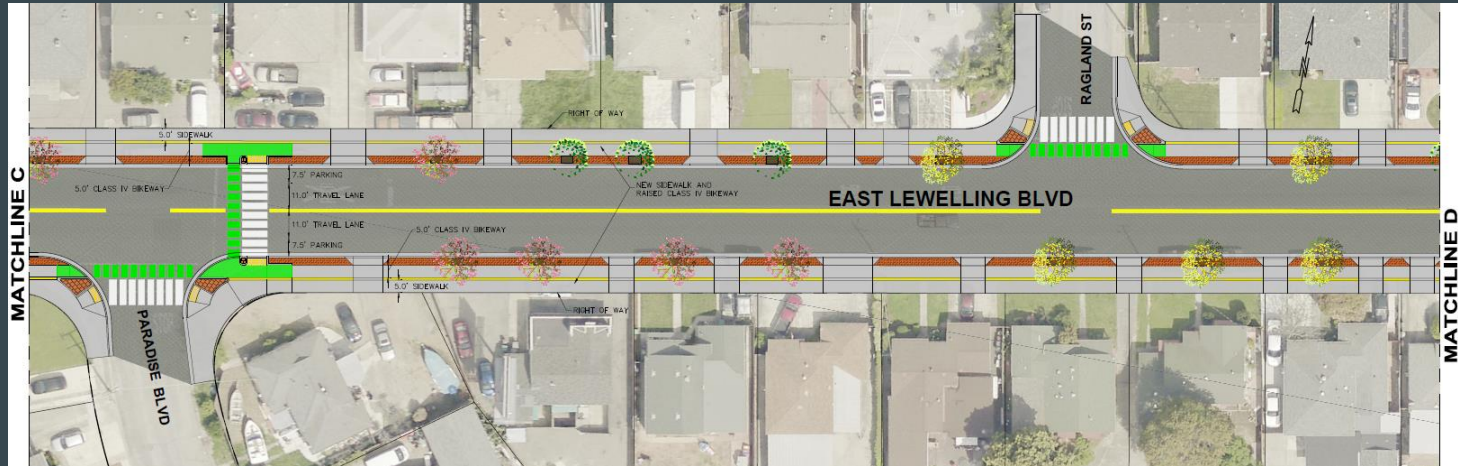 MATCHLINE C
RAGLAND ST
RIGHT OF WAY
5.0' SIDEWALK
5.0' CLASS IV BIKEWAY
7.5' PARKING
11.0' TRAVEL LANE
NEW SIDEWALK AND
RAISED CLASS IV BIKEWAY
EAST LEWELLING BLVD
11.0' TRAVEL LANE
7.5' PARKING
5.0' CLASS IV BIKEWAY
5.0' SIDEWALK
RIGHT OF WAY
PARADISE BLVD
MATCHLINE D